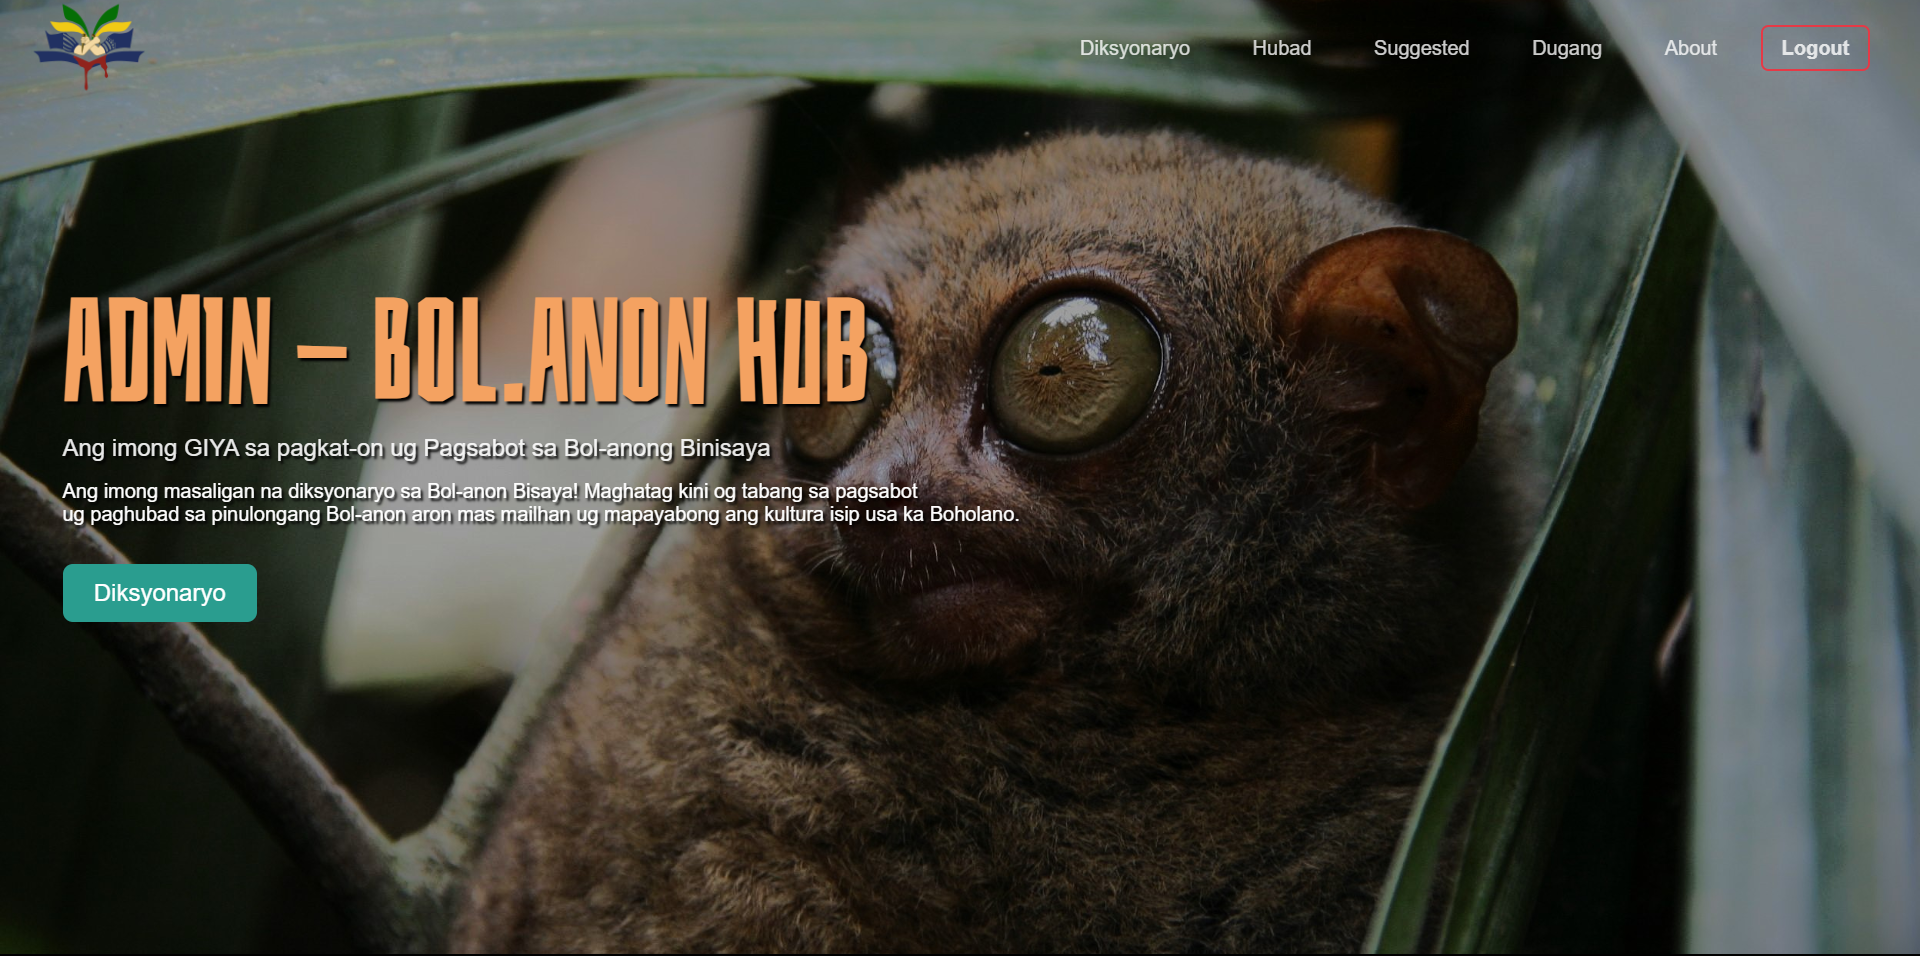 Diksyonaryo Hubad Suggested Dugang About Logout
ADMIN - BOL.ANON HUB
Ang imong GIYA sa pagkat-on ug Pagsabot sa Bol-anong Binisaya
Ang imong masaligan na diksyonaryo sa Bol-anon Bisaya! Maghatag kini og tabang sa pagsabot
ug paghubad sa pinulongang Bol-anon aron mas mailhan ug mapayabong ang kultura isip usa ka Boholano.
Diksyonaryo